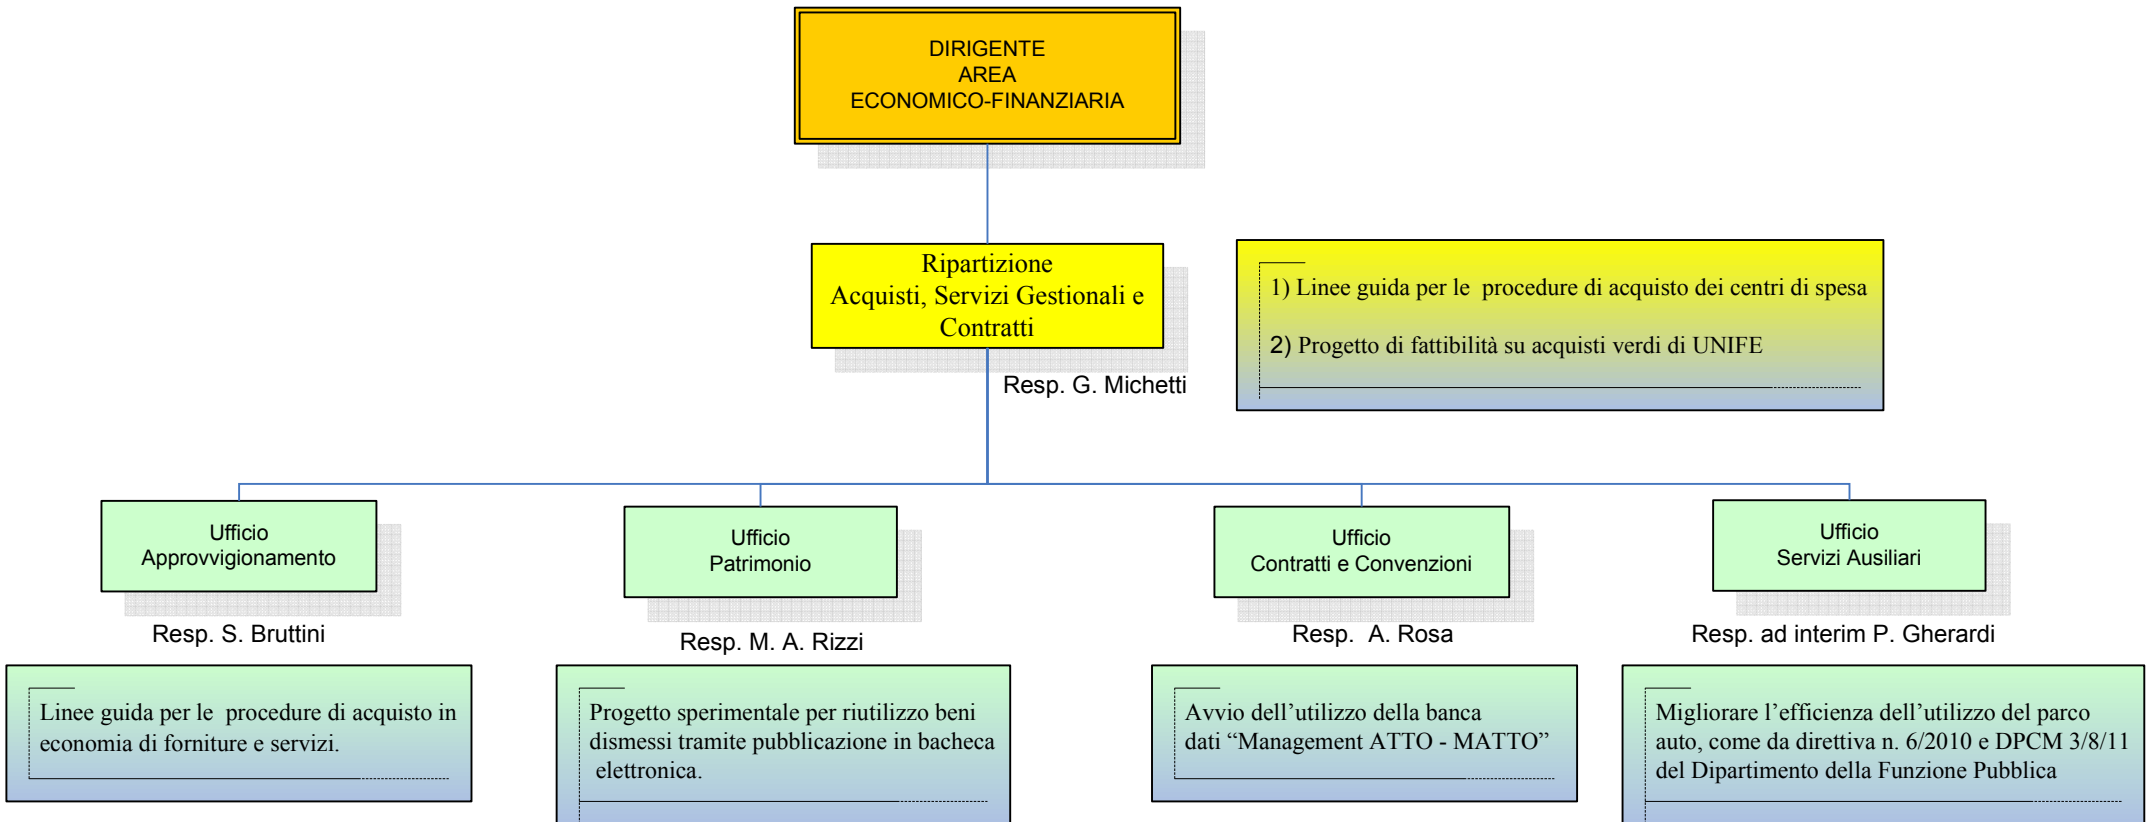 DIRIGENTE
AREA
ECONOMICO-FINANZIARIA
Ripartizione
Acquisti, Servizi Gestionali e
Contratti
Resp. G. Michetti
1) Linee guida per le procedure di acquisto dei centri di spesa
2) Progetto di fattibilità su acquisti verdi di UNIFE
Ufficio
Approvvigionamento
Resp. S. Bruttini
Linee guida per le procedure di acquisto in
economia di forniture e servizi.
Ufficio
Patrimonio
Resp. M. A. Rizzi
Progetto sperimentale per riutilizzo beni
dismessi tramite pubblicazione in bacheca
elettronica.
Ufficio
Contratti e Convenzioni
Resp. A. Rosa
Avvio dell’utilizzo della banca
dati “Management ATTO - MATTO”
Ufficio
Servizi Ausiliari
Resp. ad interim P. Gherardi
Migliorare l’efficienza dell’utilizzo del parco
auto, come da direttiva n. 6/2010 e DPCM 3/8/11
del Dipartimento della Funzione Pubblica